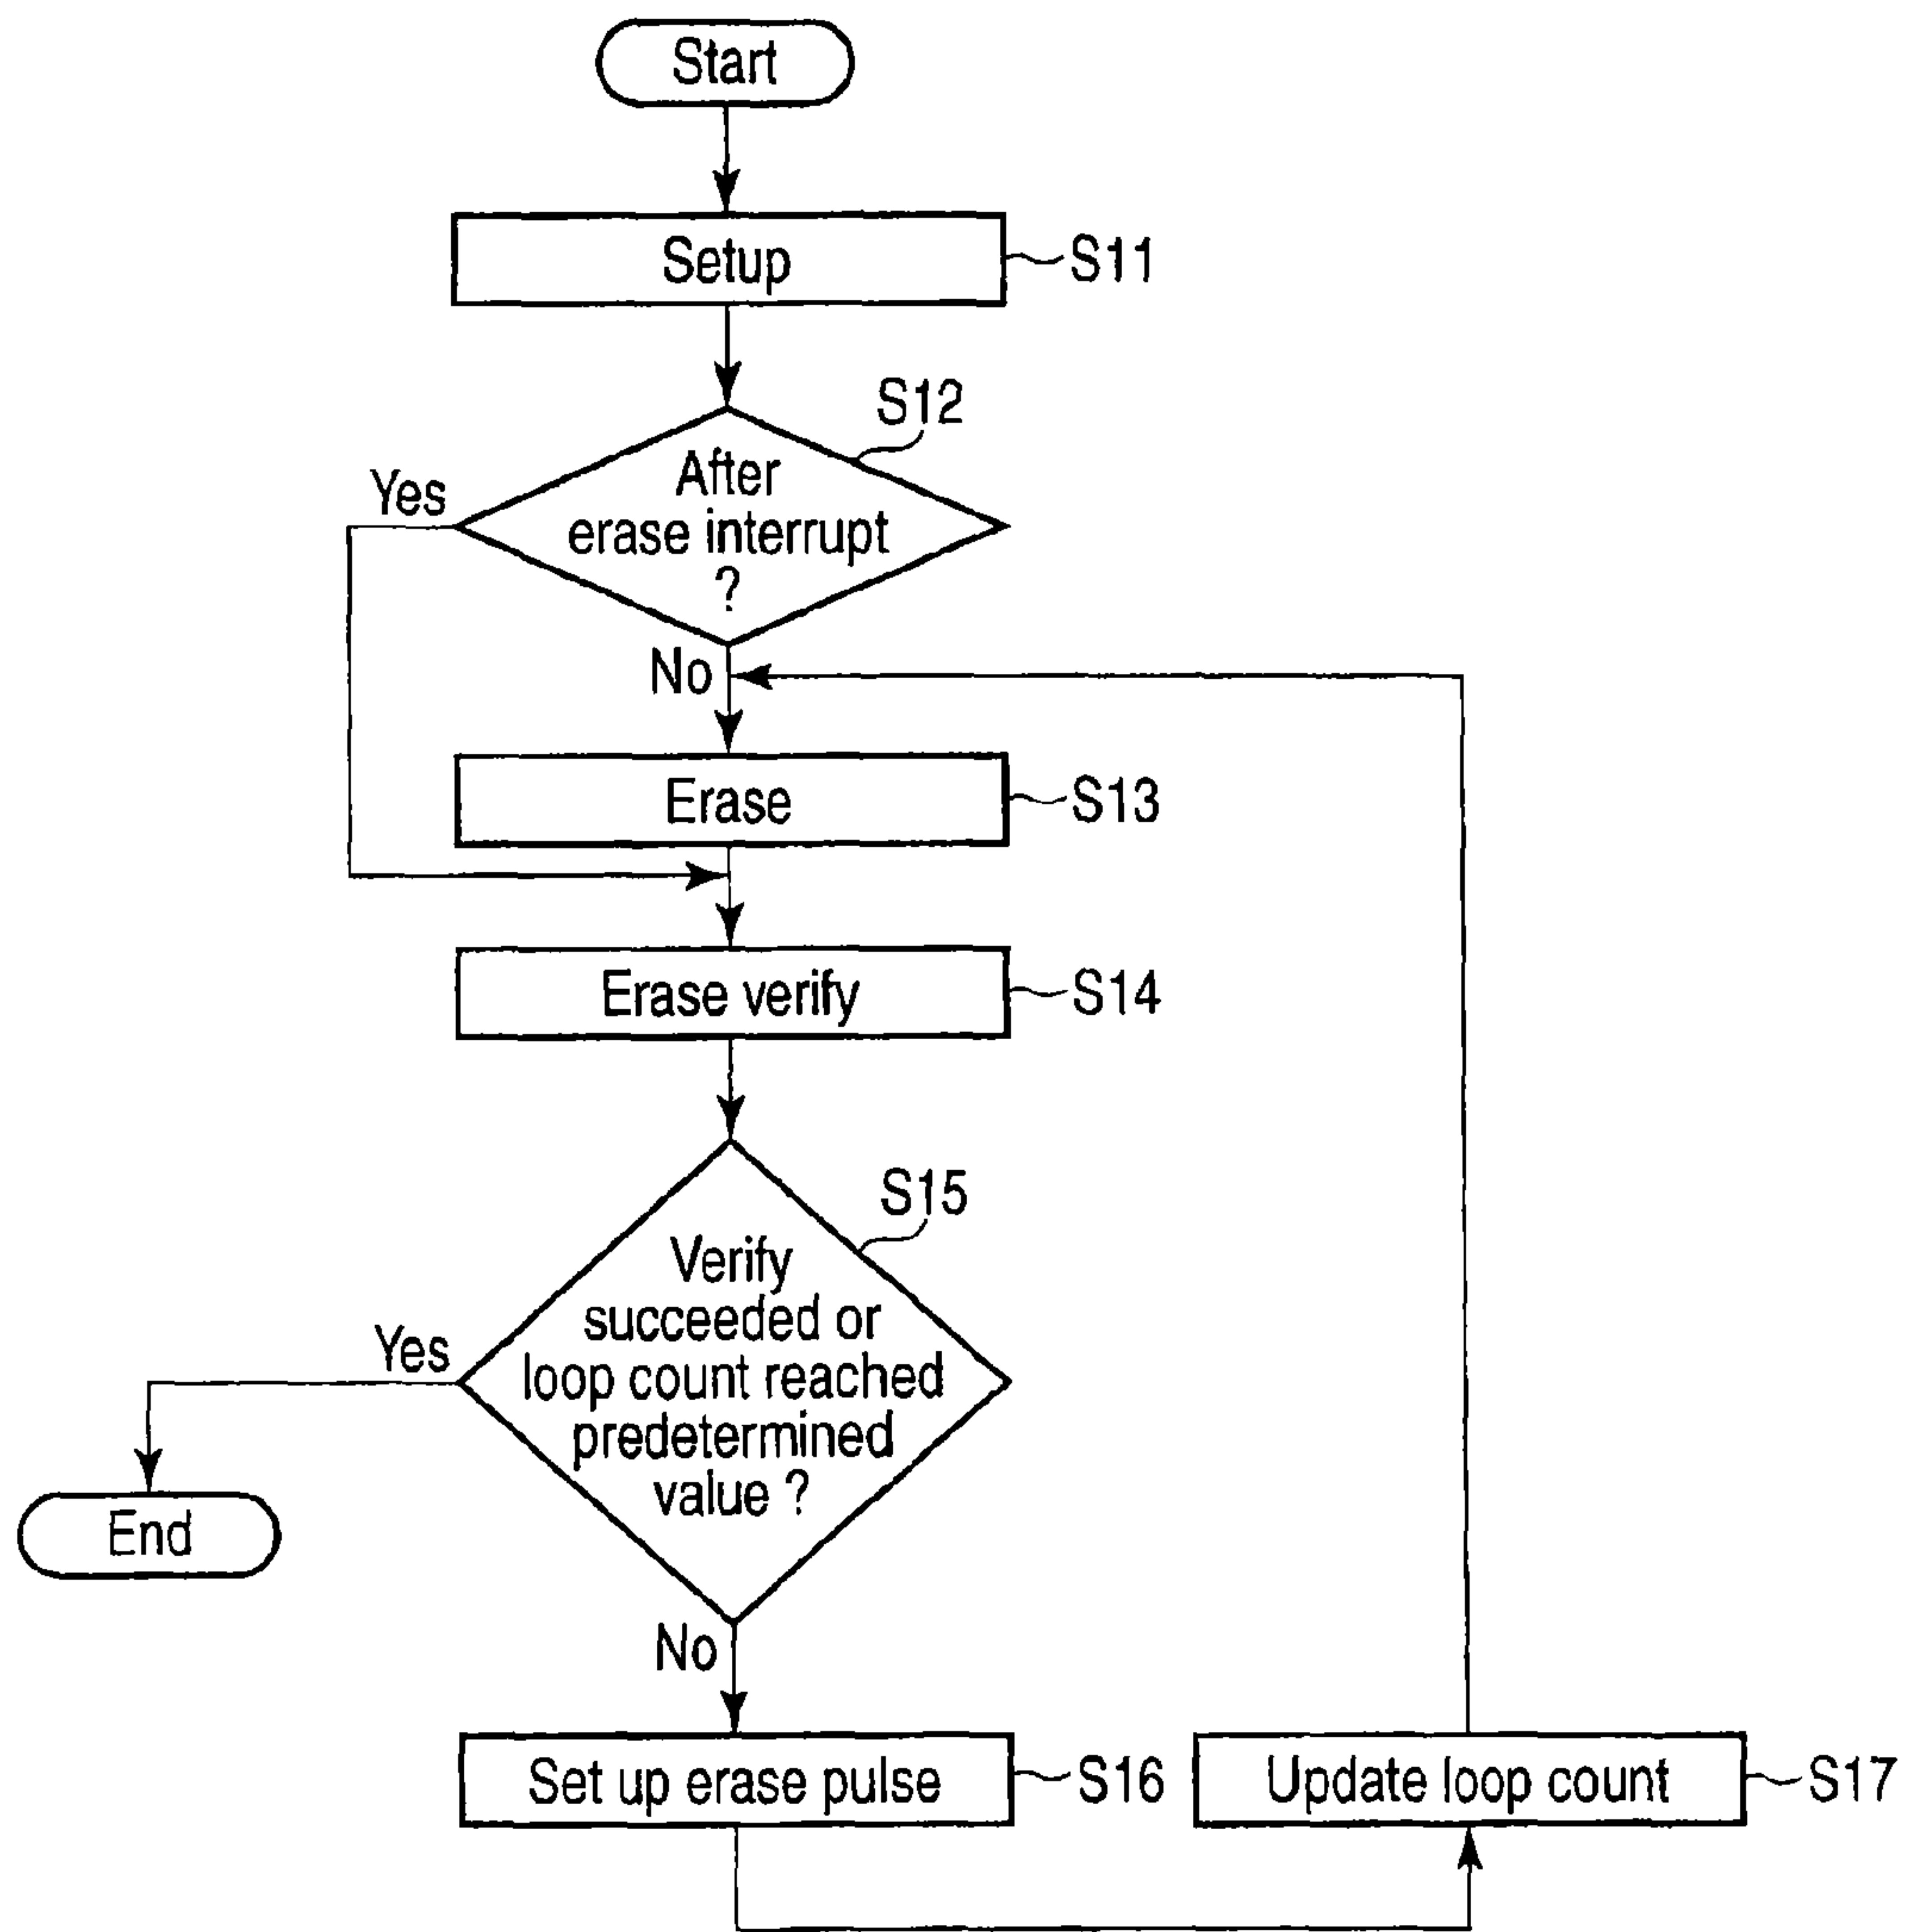 Start
Setup
S11
S12
After
erase interrupt
?
Yes
No
Erase
S13
Erase verify
S14
S15
Verify
succeeded or
loop count reached
predetermined
value ?
Yes
End
No
Set up erase pulse
S16
Update loop count
S17